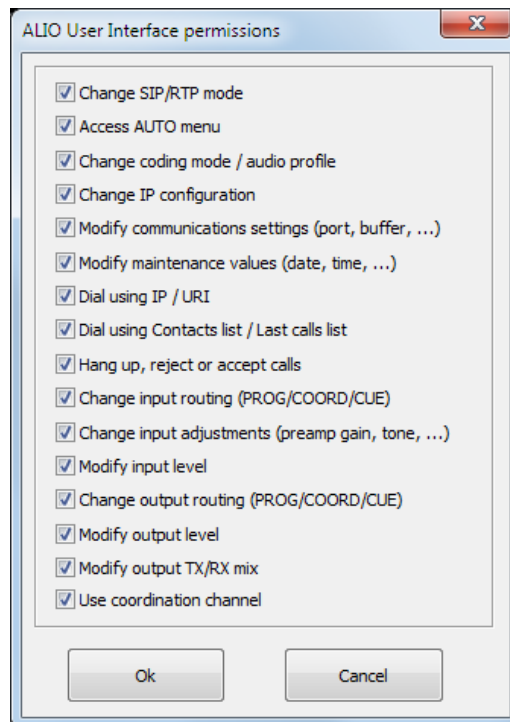 ALIO User Interface permissions
Change SIP/RTP mode
Access AUTO menu
Change coding mode / audio profile
Change IP configuration
Modify communications settings (port, buffer, ...)
Modify maintenance values (date, time, ...)
Dial using IP / URI
Dial using Contacts list / Last calls list
Hang up, reject or accept calls
Change input routing (PROG/COORD/CUE)
Change input adjustments (preamp gain, tone, ...)
Modify input level
Change output routing (PROG/COORD/CUE)
Modify output level
Modify output TX/RX mix
Use coordination channel
Ok Cancel